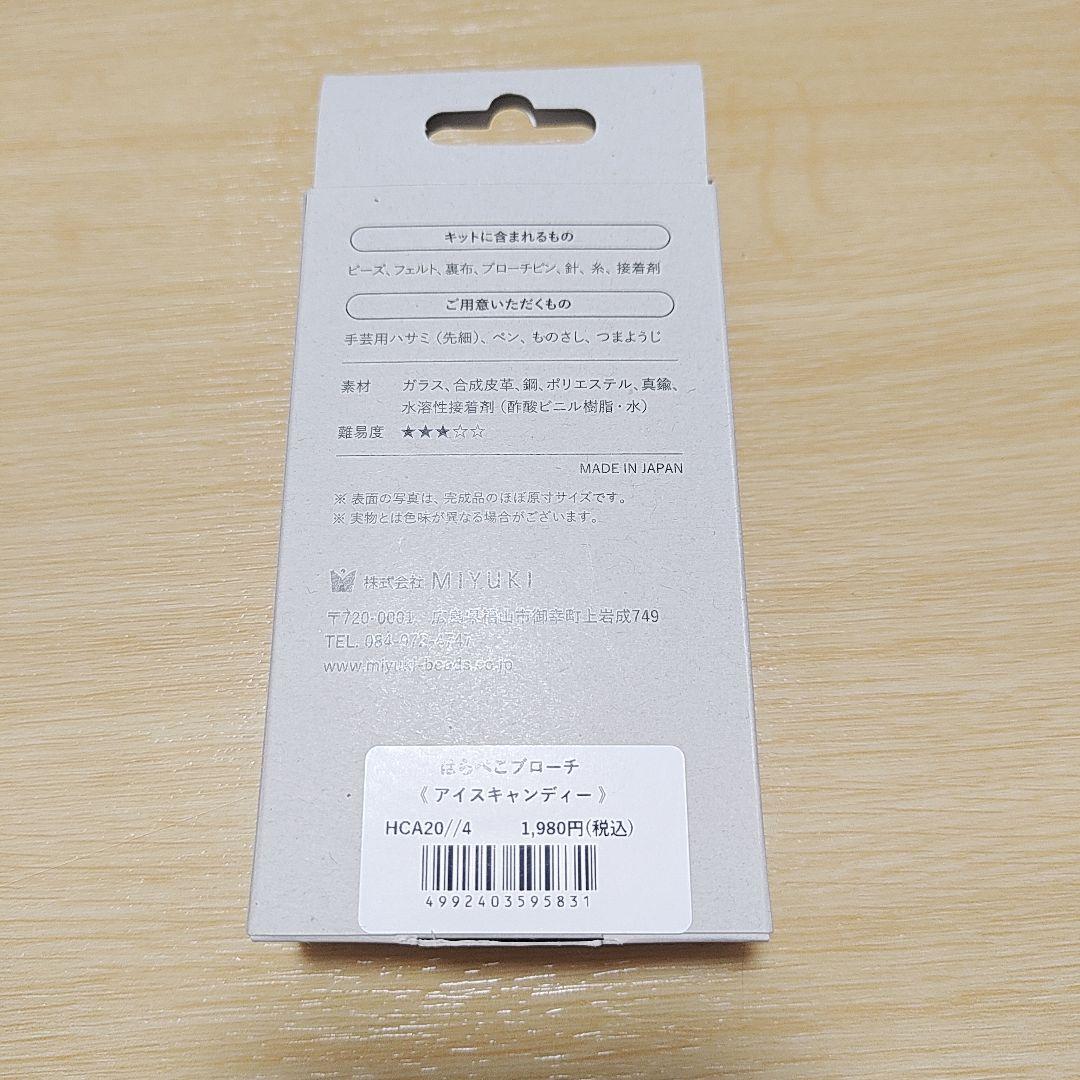 キットに含まれるもの
ビーズ、フェルト、裏布、ブローチピン、針、糸、接着剤
ご用意いただくもの
手芸用ハサミ（先細）、ペン、ものさし、つまようじ
素材 ガラス、合成皮革、鋼、ポリエステル、真鍮、
水溶性接着剤（酢酸ビニル樹脂・水）
難易度 ★★★☆☆
MADE IN JAPAN
※ 表面の写真は、完成品のほぼ原寸サイズです。
※ 実物とは色味が異なる場合がございます。
株式会社 MIYUKI
〒720-0001 広島県福山市御幸町上岩成749
TEL. 084-972-4747
www.miyuki-beads.co.jp
はらぺこブローチ
《 アイスキャンディー 》
HCA20//4 1,980円(税込)
4992403595831